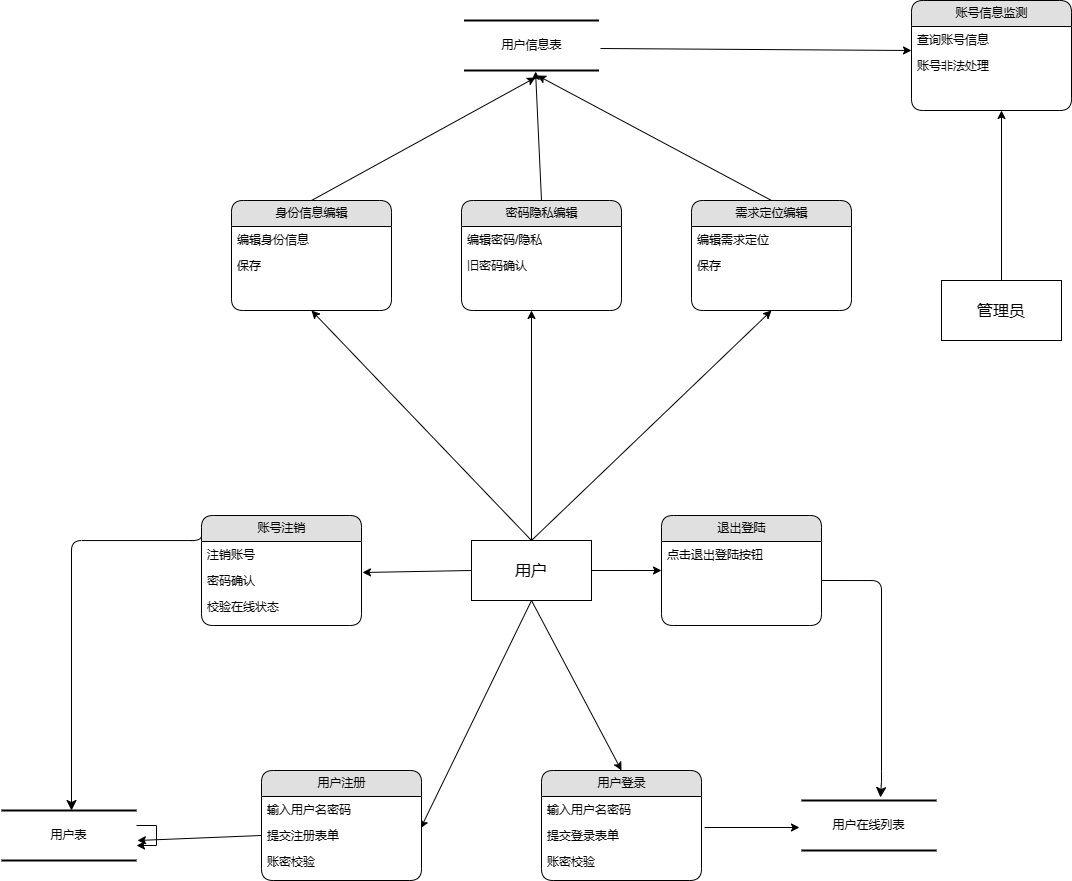 用户信息表
账号信息监测
查询账号信息
账号非法处理
身份信息编辑
编辑身份信息
保存
密码隐私编辑
编辑密码/隐私
旧密码确认
需求定位编辑
编辑需求定位
保存
管理员
账号注销
注销账号
密码确认
校验在线状态
用户
退出登陆
点击退出登陆按钮
用户表
用户注册
输入用户名密码
提交注册表单
账密校验
用户登录
输入用户名密码
提交登录表单
账密校验
用户在线列表